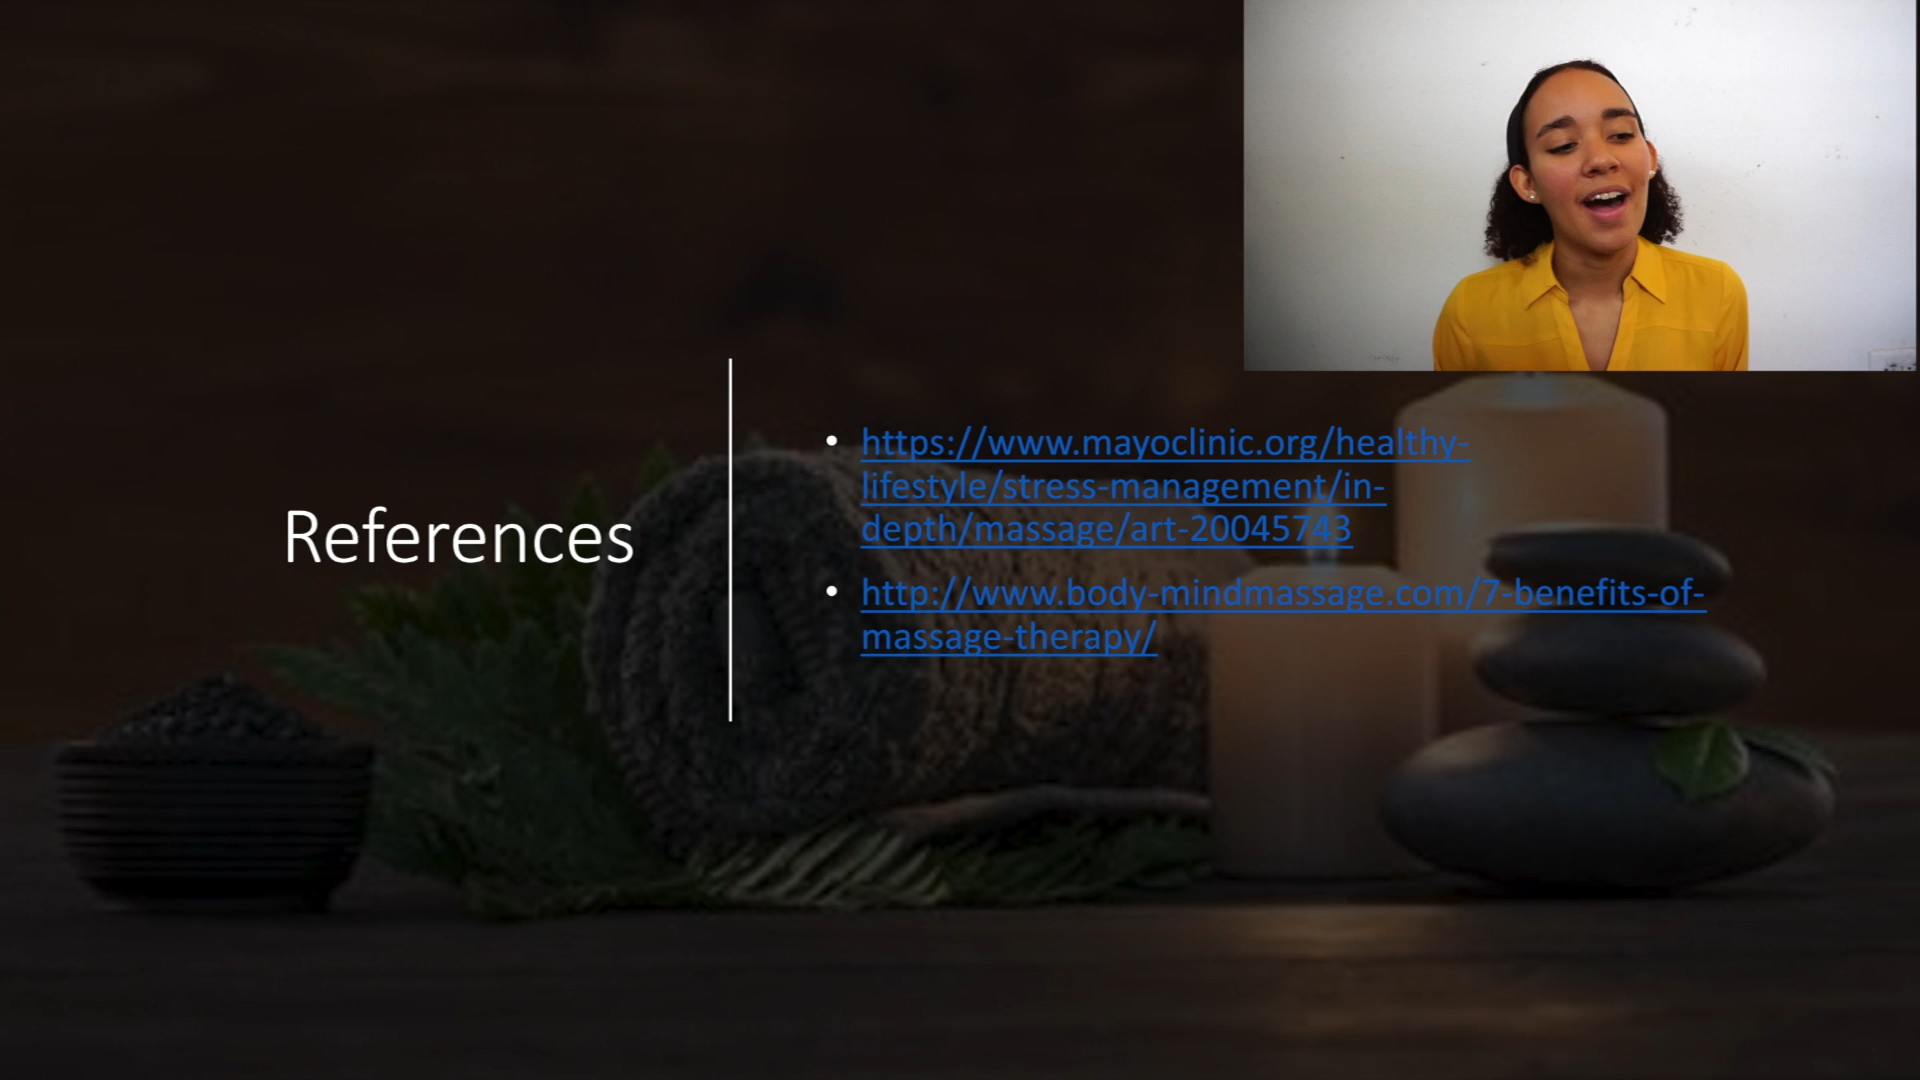 References
• https://www.mayoclinic.org/healthy-
lifestyle/stress-management/in-
depth/massage/art-20045743
• http://www.body-mindmassage.com/7-benefits-of-
massage-therapy/